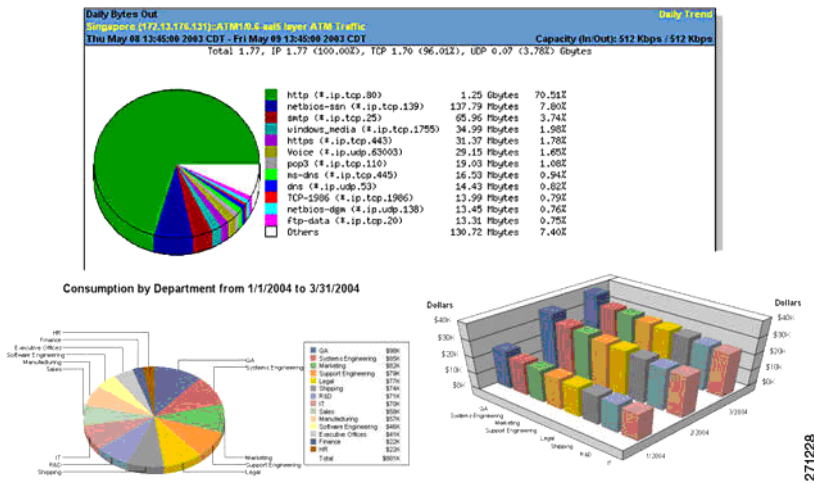 Daily Bytes Out
Daily Trend
Singapore (172.13.176.131)::ATM1/0.6-aal5 layer ATM Traffic
Thu May 08 13:45:00 2003 CDT - Fri May 09 13:45:00 2003 CDT
Capacity (In/Out): 512 Kbps / 512 Kbps
Total 1.77, IP 1.77 (100.00%), TCP 1.70 (96.01%), UDP 0.07 (3.78%) Gbytes
http (*.ip.tcp.80) 1.25 Gbytes 70.51%
netbios-ssn (*.ip.tcp.139) 137.79 Mbytes 7.80%
smtp (*.ip.tcp.25) 65.96 Mbytes 3.74%
windows_media (*.ip.tcp.1755) 34.99 Mbytes 1.98%
https (*.ip.tcp.443) 31.37 Mbytes 1.78%
Voice (*.ip.udp.63003) 29.15 Mbytes 1.65%
pop3 (*.ip.tcp.110) 19.03 Mbytes 1.08%
ms-dns (*.ip.tcp.445) 16.53 Mbytes 0.94%
dns (*.ip.udp.53) 14.43 Mbytes 0.82%
TCP-1986 (*.ip.tcp.1986) 13.99 Mbytes 0.79%
netbios-dgm (*.ip.udp.138) 13.45 Mbytes 0.76%
ftp-data (*.ip.tcp.20) 13.31 Mbytes 0.75%
Others 130.72 Mbytes 7.40%
Consumption by Department from 1/1/2004 to 3/31/2004
HR
Finance
Executive Offices
Software Engineering
Manufacturing
Sales
IT
R&D
Shipping
GA
Systems Engineering
Marketing
Support Engineering
Legal
GA $98K
Systems Engineering $85K
Marketing $82K
Support Engineering $79K
Legal $77K
Shipping $74K
R&D $71K
IT $70K
Sales
Manufacturing $57K
Software Engineering $46K
Executive Offices $41K
Finance $22K
HR $22K
Total
Dollars
$40K
$30K
$20K
$10K
$0K
Dollars
$40K
$30K
$20K
$10K
$0K
GA
Systems Engineering
Marketing
Support Engineering
Legal
Shipping
R&D
IT
1/2004
2/2004
3/2004
271228